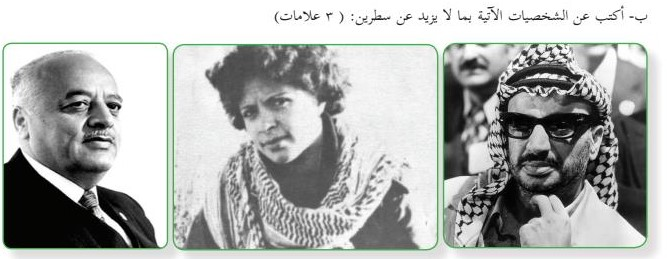 ب- أكتب عن الشخصيات الآتية بما لا يزيد عن سطرين: ( ٣ علامات)